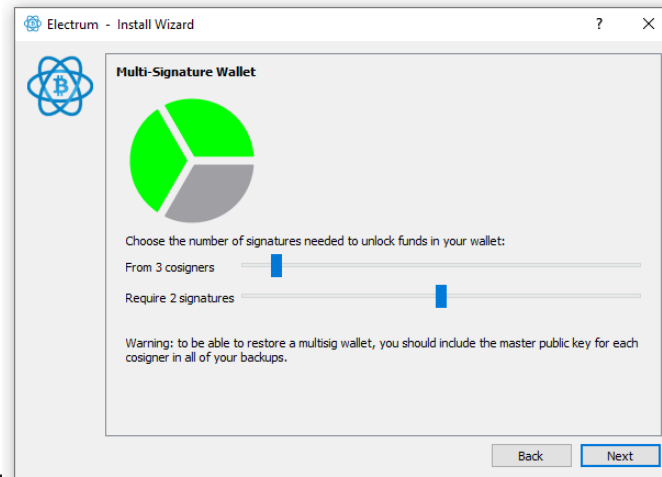 Electrum - Install Wizard
Multi-Signature Wallet
Choose the number of signatures needed to unlock funds in your wallet:
From 3 cosigners
Require 2 signatures
Warning: to be able to restore a multisig wallet, you should include the master public key for each
cosigner in all of your backups.
Back Next